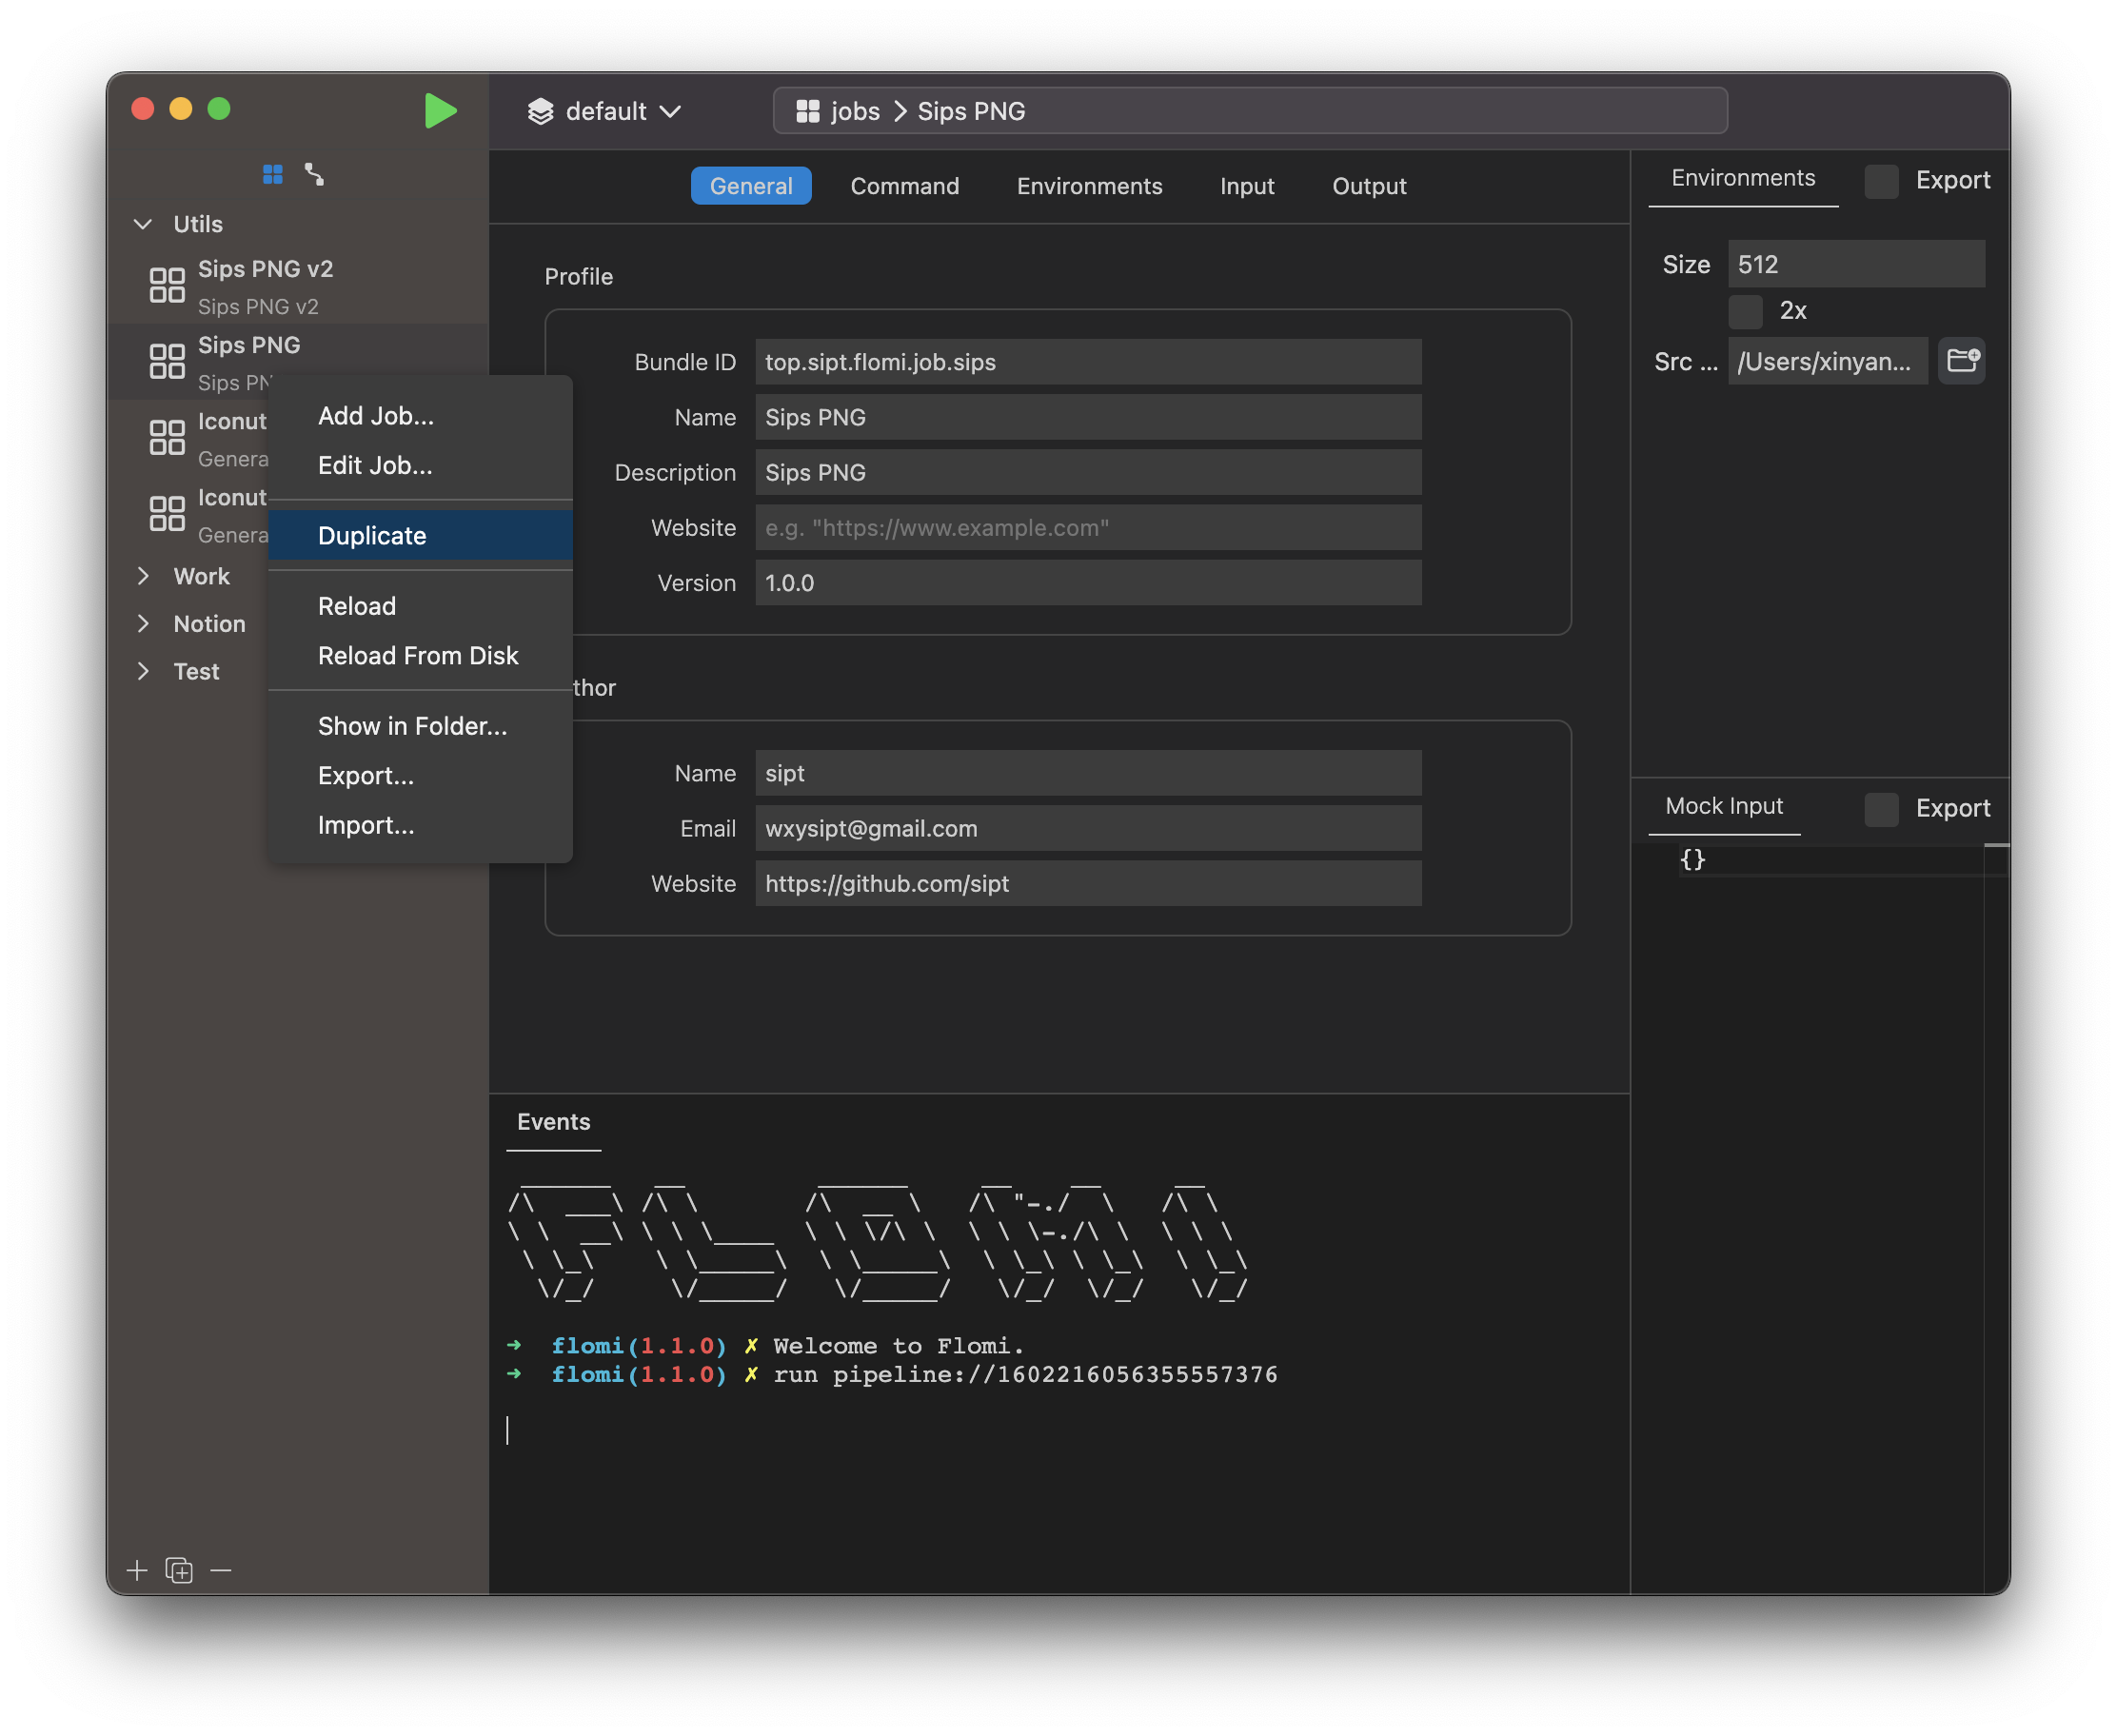 default
jobs > Sips PNG
Utils
Sips PNG v2
Sips PNG v2
Sips PNG
Sips PN
Iconut
Genera
Iconut
Genera
Work
Notion
Test
Add Job...
Edit Job...
Duplicate
Reload
Reload From Disk
Show in Folder...
Export...
Import...
General Command Environments Input Output
Profile
Bundle ID top.sipt.flomi.job.sips
Name Sips PNG
Description Sips PNG
Website e.g. "https://www.example.com"
Version 1.0.0
thor
Name sipt
Email wxysipt@gmail.com
Website https://github.com/sipt
Events
FLOMI
➜ flomi(1.1.0) ✗ Welcome to Flomi.
➜ flomi(1.1.0) ✗ run pipeline://1602216056355557376
Environments Export
Size 512
2x
Src ... /Users/xinyan...
Mock Input Export
{}